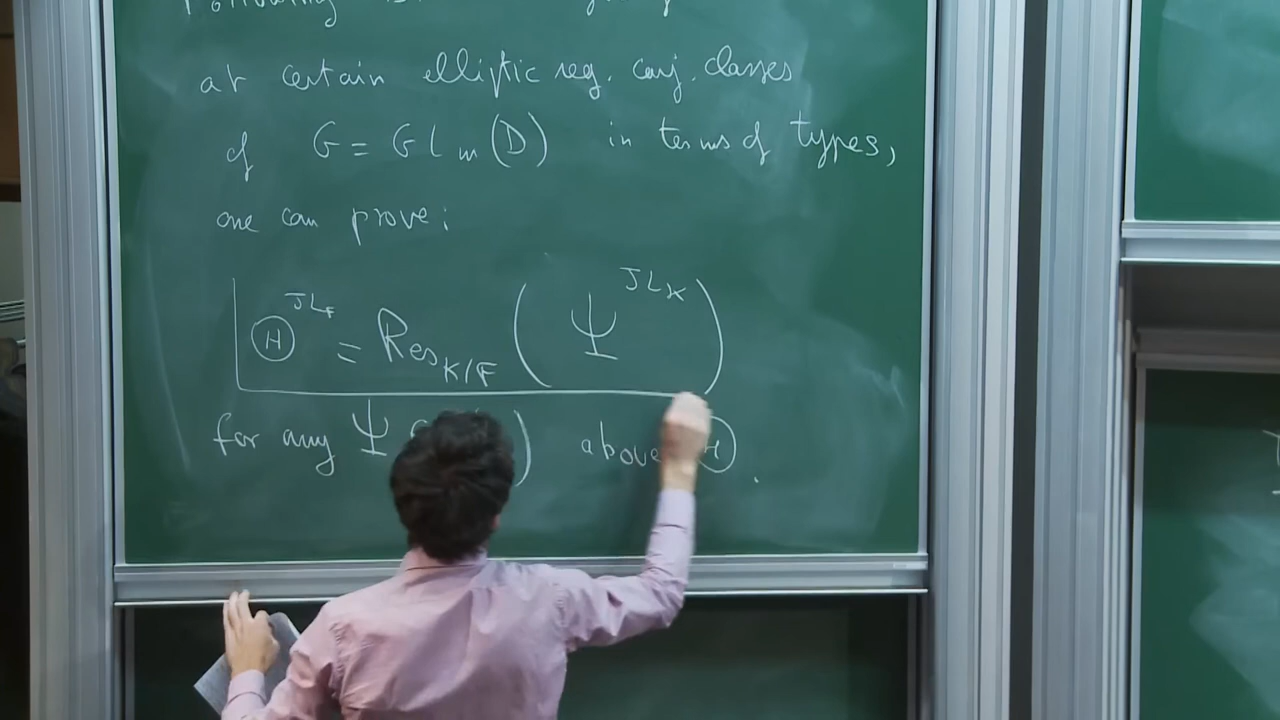 Following
at certain elliptic reg. conj. classes
of G = GL_m(D) in terms of types,
one can prove:
Θ^{JL_F} = Res_{K/F} ( Ψ^{JL_K} )
for any Ψ ) above Θ .